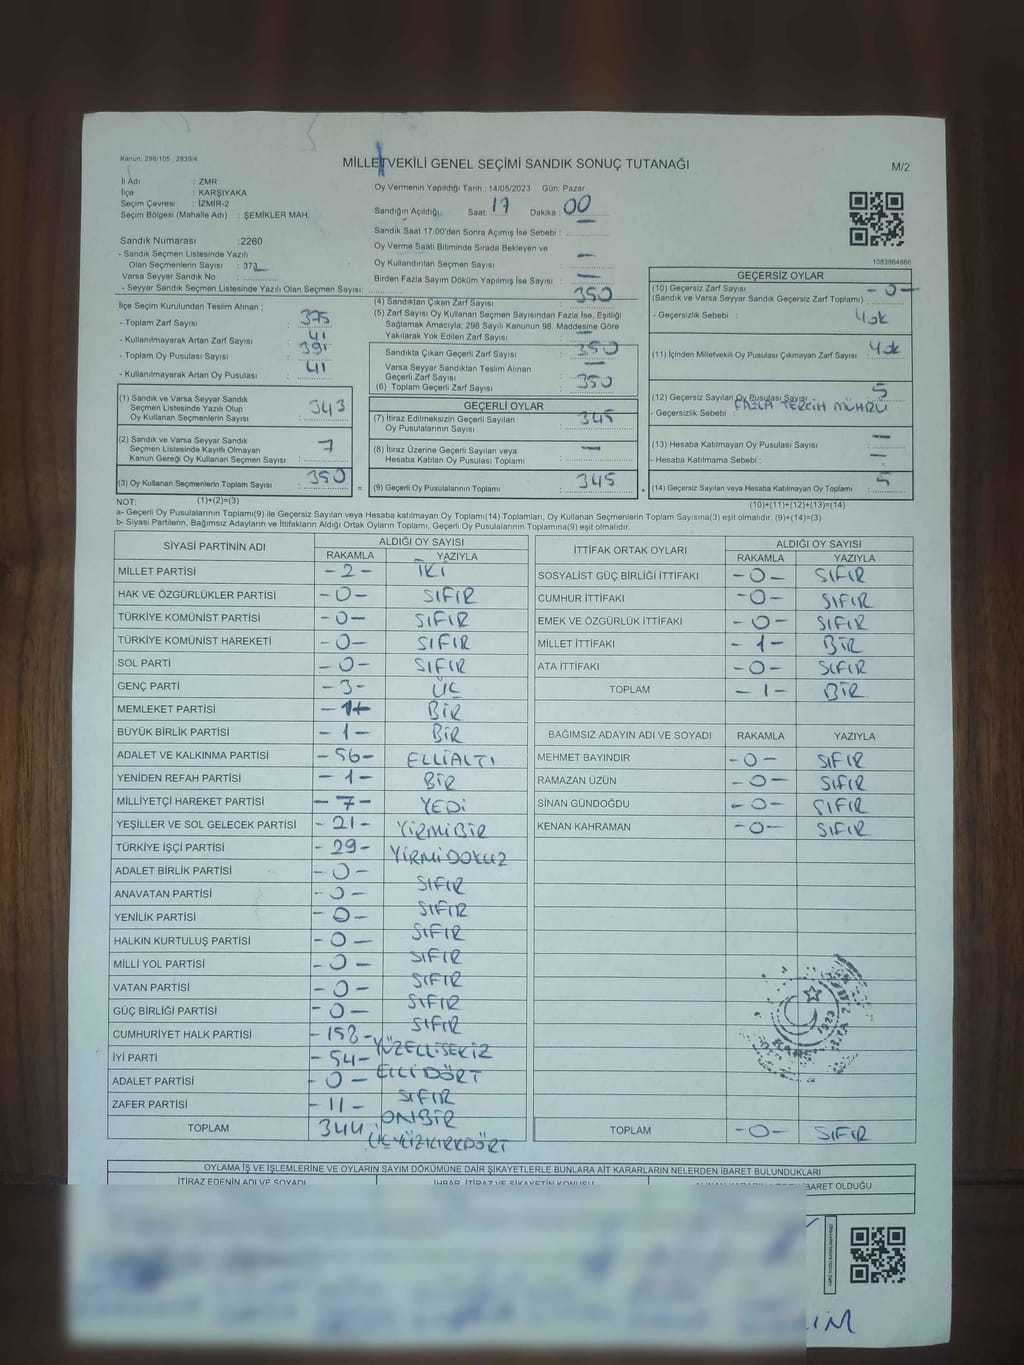 Kanun: 298/105 , 2839/4
MİLLETVEKİLİ GENEL SEÇİMİ SANDIK SONUÇ TUTANAĞI
M/2
İl Adı : ZMR
İlçe : KARŞIYAKA
Seçim Çevresi : İZMİR-2
Seçim Bölgesi (Mahalle Adı) : ŞEMİKLER MAH.
Sandık Numarası :2260
- Sandık Seçmen Listesinde Yazılı
Olan Seçmenlerin Sayısı : 373
Varsa Seyyar Sandık No :
- Seyyar Sandık Seçmen Listesinde Yazılı Olan Seçmen Sayısı:
İlçe Seçim Kurulundan Teslim Alınan ;
- Toplam Zarf Sayısı : 375
- Kullanılmayarak Artan Zarf Sayısı : 41
- Toplam Oy Pusulası Sayısı : 391
- Kullanılmayarak Artan Oy Pusulası : 41
(1) Sandık ve Varsa Seyyar Sandık
Seçmen Listesinde Yazılı Olup
Oy Kullanan Seçmenlerin Sayısı : 343
(2) Sandık ve Varsa Seyyar Sandık
Seçmen Listesinde Kayıtlı Olmayan
Kanun Gereği Oy Kullanan Seçmen Sayısı : 7
(3) Oy Kullanan Seçmenlerin Toplam Sayısı : 350
(1)+(2)=(3)
Oy Vermenin Yapıldığı Tarih : 14/05/2023 Gün: Pazar
Sandığın Açıldığı; Saat: 17 Dakika : 00
Sandık Saat 17:00'den Sonra Açımış İse Sebebi : —
Oy Verme Saati Bitiminde Sırada Bekleyen ve
Oy Kullandırılan Seçmen Sayısı : —
Birden Fazla Sayım Döküm Yapılmış İse Sayısı : —
(4) Sandıktan Çıkan Zarf Sayısı : 350
(5) Zarf Sayısı Oy Kullanan Seçmen Sayısından Fazla İse, Eşitliği
Sağlamak Amacıyla; 298 Sayılı Kanunun 98. Maddesine Göre
Yakılarak Yok Edilen Zarf Sayısı : —
Sandıkta Çıkan Geçerli Zarf Sayısı : 350
Varsa Seyyar Sandıktan Teslim Alınan
Geçerli Zarf Sayısı : —
(6) Toplam Geçerli Zarf Sayısı : 350
GEÇERLİ OYLAR
(7) İtiraz Edilmeksizin Geçerli Sayılan
Oy Pusulalarının Sayısı : 345
(8) İtiraz Üzerine Geçerli Sayılan veya
Hesaba Katılan Oy Pusulası Toplamı : —
= (9) Geçerli Oy Pusulalarının Toplamı : 345
1083864866
GEÇERSİZ OYLAR
(10) Geçersiz Zarf Sayısı
(Sandık ve Varsa Seyyar Sandık Geçersiz Zarf Toplamı) : -0-
- Geçersizlik Sebebi : Yok
(11) İçinden Milletvekili Oy Pusulası Çıkmayan Zarf Sayısı : Yok
(12) Geçersiz Sayılan Oy Pusulası Sayısı : 5
- Geçersizlik Sebebi : FAZLA TERCİH MÜHRÜ
(13) Hesaba Katılmayan Oy Pusulası Sayısı : —
- Hesaba Katılmama Sebebi : —
+ (14) Geçersiz Sayılan veya Hesaba Katılmayan Oy Toplamı : 5
(10)+(11)+(12)+(13)=(14)
NOT:
a- Geçerli Oy Pusulalarının Toplamı(9) ile Geçersiz Sayılan veya Hesaba katılmayan Oy Toplamı(14) Toplamları, Oy Kullanan Seçmenlerin Toplam Sayısına(3) eşit olmalıdır. (9)+(14)=(3)
b- Siyasi Partilerin, Bağımsız Adayların ve İttifakların Aldığı Ortak Oyların Toplamı, Geçerli Oy Pusulalarının Toplamına(9) eşit olmalıdır.
SİYASİ PARTİNİN ADI ALDIĞI OY SAYISI
RAKAMLA YAZIYLA
MİLLET PARTİSİ -2- İKİ
HAK VE ÖZGÜRLÜKLER PARTİSİ -0- SIFIR
TÜRKİYE KOMÜNİST PARTİSİ -0- SIFIR
TÜRKİYE KOMÜNİST HAREKETİ -0- SIFIR
SOL PARTİ -0- SIFIR
GENÇ PARTİ -3- ÜÇ
MEMLEKET PARTİSİ -1- BİR
BÜYÜK BİRLİK PARTİSİ -1- BİR
ADALET VE KALKINMA PARTİSİ -56- ELLİALTI
YENİDEN REFAH PARTİSİ -1- BİR
MİLLİYETÇİ HAREKET PARTİSİ -7- YEDİ
YEŞİLLER VE SOL GELECEK PARTİSİ -21- YİRMİBİR
TÜRKİYE İŞÇİ PARTİSİ -29- YİRMİDOKUZ
ADALET BİRLİK PARTİSİ -0- SIFIR
ANAVATAN PARTİSİ -0- SIFIR
YENİLİK PARTİSİ -0- SIFIR
HALKIN KURTULUŞ PARTİSİ -0- SIFIR
MİLLİ YOL PARTİSİ -0- SIFIR
VATAN PARTİSİ -0- SIFIR
GÜÇ BİRLİĞİ PARTİSİ -0- SIFIR
CUMHURİYET HALK PARTİSİ -158- YÜZELLİSEKİZ
İYİ PARTİ -54- ELLİDÖRT
ADALET PARTİSİ -0- SIFIR
ZAFER PARTİSİ -11- ONBİR
TOPLAM 344 ÜÇYÜZKIRKDÖRT
İTTİFAK ORTAK OYLARI ALDIĞI OY SAYISI
RAKAMLA YAZIYLA
SOSYALİST GÜÇ BİRLİĞİ İTTİFAKI -0- SIFIR
CUMHUR İTTİFAKI -0- SIFIR
EMEK VE ÖZGÜRLÜK İTTİFAKI -0- SIFIR
MİLLET İTTİFAKI -1- BİR
ATA İTTİFAKI -0- SIFIR
TOPLAM -1- BİR
BAĞIMSIZ ADAYIN ADI VE SOYADI RAKAMLA YAZIYLA
MEHMET BAYINDIR -0- SIFIR
RAMAZAN ÜZÜN -0- SIFIR
SİNAN GÜNDOĞDU -0- SIFIR
KENAN KAHRAMAN -0- SIFIR
1923
TOPLAM -0- SIFIR
OYLAMA İŞ VE İŞLEMLERİNE VE OYLARIN SAYIM DÖKÜMÜNE DAİR ŞİKAYETLERLE BUNLARA AİT KARARLARIN NELERDEN İBARET BULUNDUKLARI
İTİRAZ EDENİN ADI VE SOYADI İHBAR, İTİRAZ VE ŞİKAYETİN KONUSU İBARET OLDUĞU